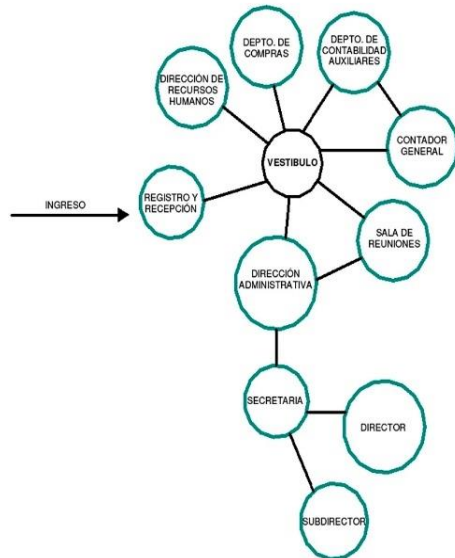 DEPTO. DE
COMPRAS
DEPTO. DE
CONTABILIDAD
AUXILIARES
DIRECCIÓN DE
RECURSOS
HUMANOS
CONTADOR
GENERAL
VESTIBULO
INGRESO
REGISTRO Y
RECEPCIÓN
SALA DE
REUNIONES
DIRECCIÓN
ADMINISTRATIVA
SECRETARIA
DIRECTOR
SUBDIRECTOR